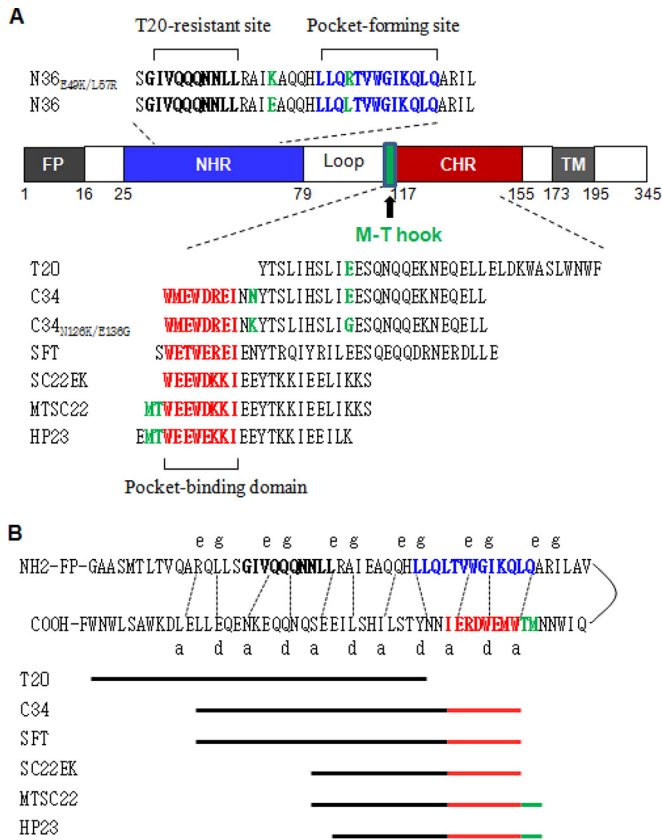 A
T20-resistant site Pocket-forming site
N36E49K/L57R SGIVQQQNNLLRAIKAQQHLLQRTVWGIKQLQARIL
N36 SGIVQQQNNLLRAIEAQQHLLQLTVWGIKQLQARIL
FP NHR Loop CHR TM
1 16 25 79 117 155 173 195 345
M-T hook
T20 YTSLIHSLIEESQNQQEKNEQELLELDKWASLWNWF
C34 WMEWDREINNYTSLIHSLIEESQNQQEKNEQELL
C34N126K/E136G WMEWDREINKYTSLIHSLIGESQNQQEKNEQELL
SFT SWETWEREIENYTRQIYRILEESQEQQDRNERDLLE
SC22EK WEEWDKKIEEYTKKIEELIKKS
MTSC22 MTWEEWDKKIEEYTKKIEELIKKS
HP23 EMTWEEWEKKIEEYTKKIEEILK
Pocket-binding domain
B
e g e g e g e g e g e g
NH2-FP-GAASMTLTVQARQLLSGIVQQQNNLLRAIEAQQHLLQLTVWGIKQLQARILAV
COOH-FWNWLSAWKDLELLEQENKEQQNQSEEILSHILSTYNNIERDWEMWTMNNWIQ
a d a d a d a d a d a
T20
C34
SFT
SC22EK
MTSC22
HP23